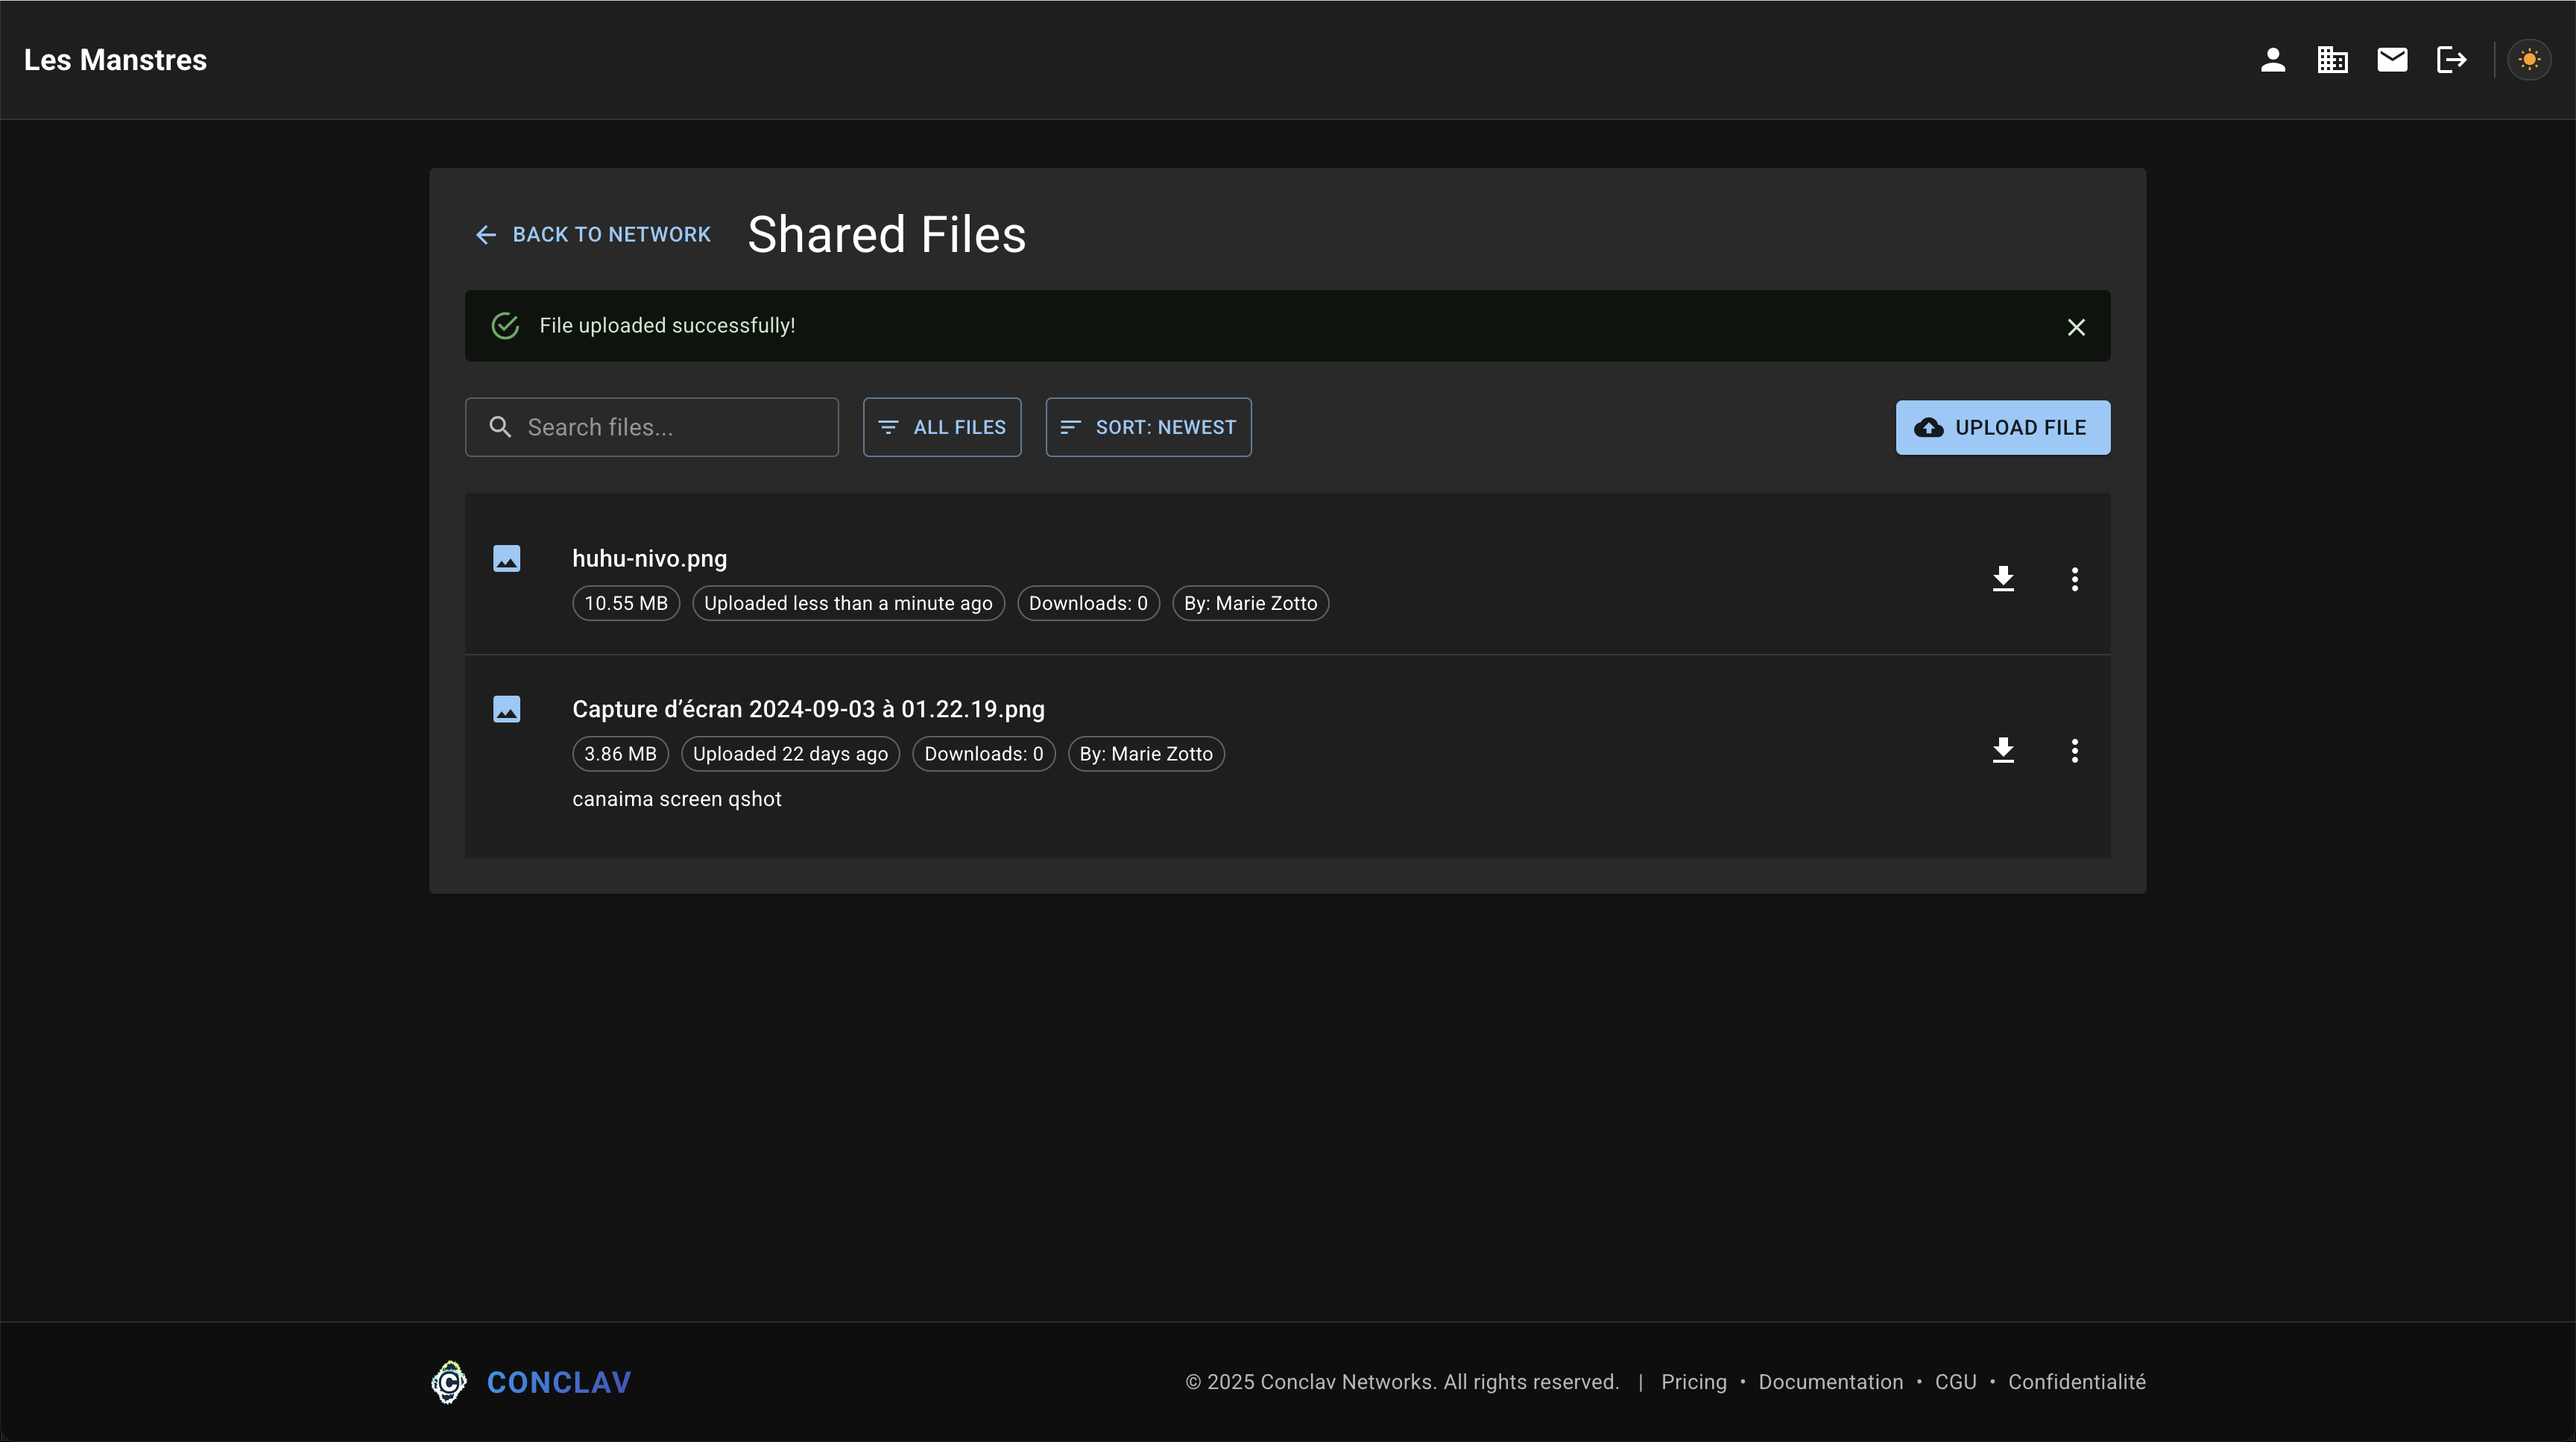 Les Manstres
BACK TO NETWORK
Shared Files
File uploaded successfully!
Search files...
ALL FILES
SORT: NEWEST
UPLOAD FILE
huhu-nivo.png
10.55 MB
Uploaded less than a minute ago
Downloads: 0
By: Marie Zotto
Capture d’écran 2024-09-03 à 01.22.19.png
3.86 MB
Uploaded 22 days ago
Downloads: 0
By: Marie Zotto
canaima screen qshot
C
CONCLAV
© 2025 Conclav Networks. All rights reserved. | Pricing • Documentation • CGU • Confidentialité